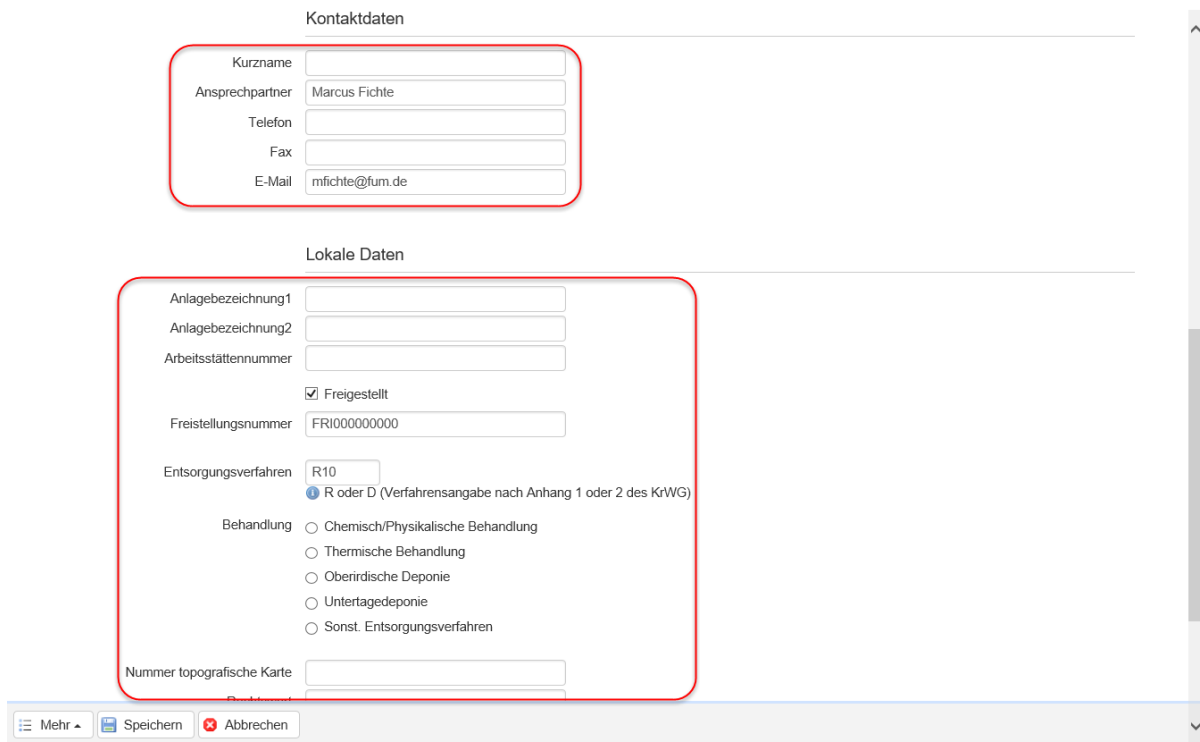 Kontaktdaten
Kurzname
Ansprechpartner Marcus Fichte
Telefon
Fax
E-Mail mfichte@fum.de
Lokale Daten
Anlagebezeichnung1
Anlagebezeichnung2
Arbeitsstättennummer
Freigestellt
Freistellungsnummer FRI000000000
Entsorgungsverfahren R10
R oder D (Verfahrensangabe nach Anhang 1 oder 2 des KrWG)
Behandlung Chemisch/Physikalische Behandlung
Thermische Behandlung
Oberirdische Deponie
Untertagedeponie
Sonst. Entsorgungsverfahren
Nummer topografische Karte
Mehr Speichern Abbrechen